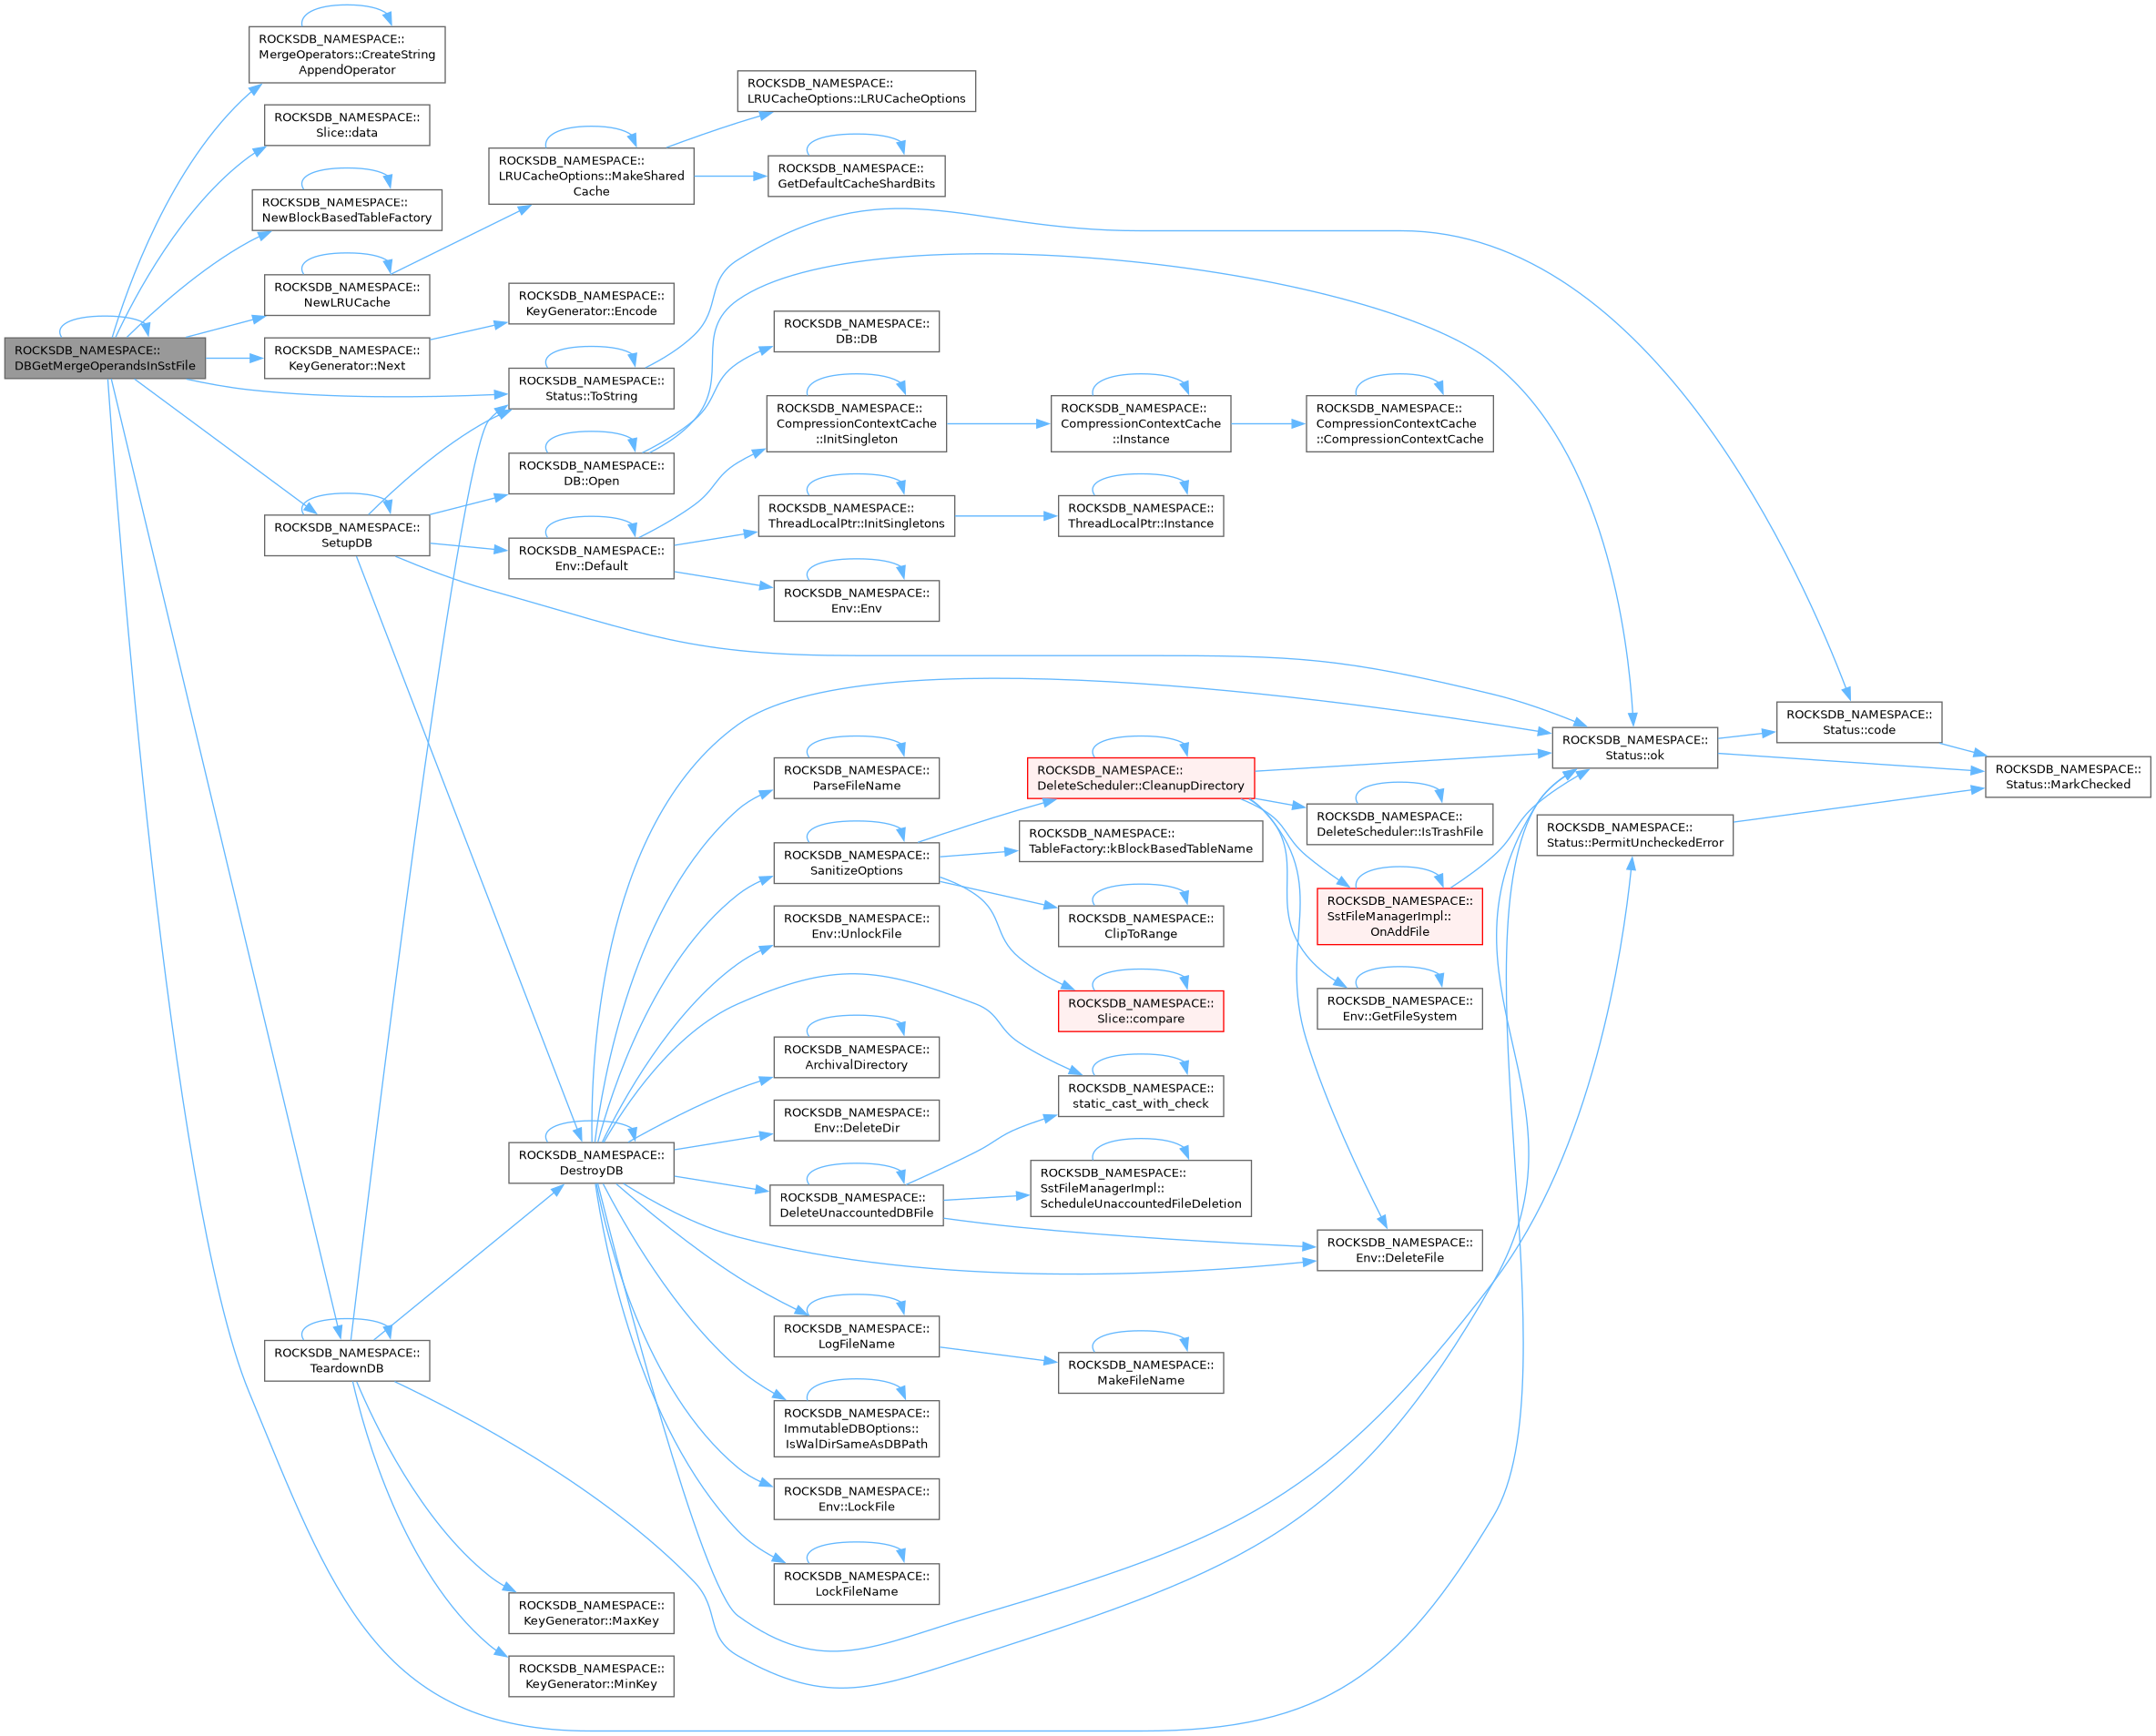 ROCKSDB_NAMESPACE::
DBGetMergeOperandsInSstFile
ROCKSDB_NAMESPACE::
MergeOperators::CreateString
AppendOperator
ROCKSDB_NAMESPACE::
Slice::data
ROCKSDB_NAMESPACE::
NewBlockBasedTableFactory
ROCKSDB_NAMESPACE::
NewLRUCache
ROCKSDB_NAMESPACE::
KeyGenerator::Next
ROCKSDB_NAMESPACE::
SetupDB
ROCKSDB_NAMESPACE::
TeardownDB
ROCKSDB_NAMESPACE::
LRUCacheOptions::MakeShared
Cache
ROCKSDB_NAMESPACE::
KeyGenerator::Encode
ROCKSDB_NAMESPACE::
Status::ToString
ROCKSDB_NAMESPACE::
DB::Open
ROCKSDB_NAMESPACE::
Env::Default
ROCKSDB_NAMESPACE::
DestroyDB
ROCKSDB_NAMESPACE::
KeyGenerator::MaxKey
ROCKSDB_NAMESPACE::
KeyGenerator::MinKey
ROCKSDB_NAMESPACE::
LRUCacheOptions::LRUCacheOptions
ROCKSDB_NAMESPACE::
GetDefaultCacheShardBits
ROCKSDB_NAMESPACE::
DB::DB
ROCKSDB_NAMESPACE::
CompressionContextCache
::InitSingleton
ROCKSDB_NAMESPACE::
ThreadLocalPtr::InitSingletons
ROCKSDB_NAMESPACE::
Env::Env
ROCKSDB_NAMESPACE::
ParseFileName
ROCKSDB_NAMESPACE::
SanitizeOptions
ROCKSDB_NAMESPACE::
Env::UnlockFile
ROCKSDB_NAMESPACE::
ArchivalDirectory
ROCKSDB_NAMESPACE::
Env::DeleteDir
ROCKSDB_NAMESPACE::
DeleteUnaccountedDBFile
ROCKSDB_NAMESPACE::
LogFileName
ROCKSDB_NAMESPACE::
ImmutableDBOptions::
IsWalDirSameAsDBPath
ROCKSDB_NAMESPACE::
Env::LockFile
ROCKSDB_NAMESPACE::
LockFileName
ROCKSDB_NAMESPACE::
CompressionContextCache
::Instance
ROCKSDB_NAMESPACE::
ThreadLocalPtr::Instance
ROCKSDB_NAMESPACE::
DeleteScheduler::CleanupDirectory
ROCKSDB_NAMESPACE::
TableFactory::kBlockBasedTableName
ROCKSDB_NAMESPACE::
ClipToRange
ROCKSDB_NAMESPACE::
Slice::compare
ROCKSDB_NAMESPACE::
static_cast_with_check
ROCKSDB_NAMESPACE::
SstFileManagerImpl::
ScheduleUnaccountedFileDeletion
ROCKSDB_NAMESPACE::
MakeFileName
ROCKSDB_NAMESPACE::
CompressionContextCache
::CompressionContextCache
ROCKSDB_NAMESPACE::
DeleteScheduler::IsTrashFile
ROCKSDB_NAMESPACE::
SstFileManagerImpl::
OnAddFile
ROCKSDB_NAMESPACE::
Env::GetFileSystem
ROCKSDB_NAMESPACE::
Env::DeleteFile
ROCKSDB_NAMESPACE::
Status::ok
ROCKSDB_NAMESPACE::
Status::PermitUncheckedError
ROCKSDB_NAMESPACE::
Status::code
ROCKSDB_NAMESPACE::
Status::MarkChecked